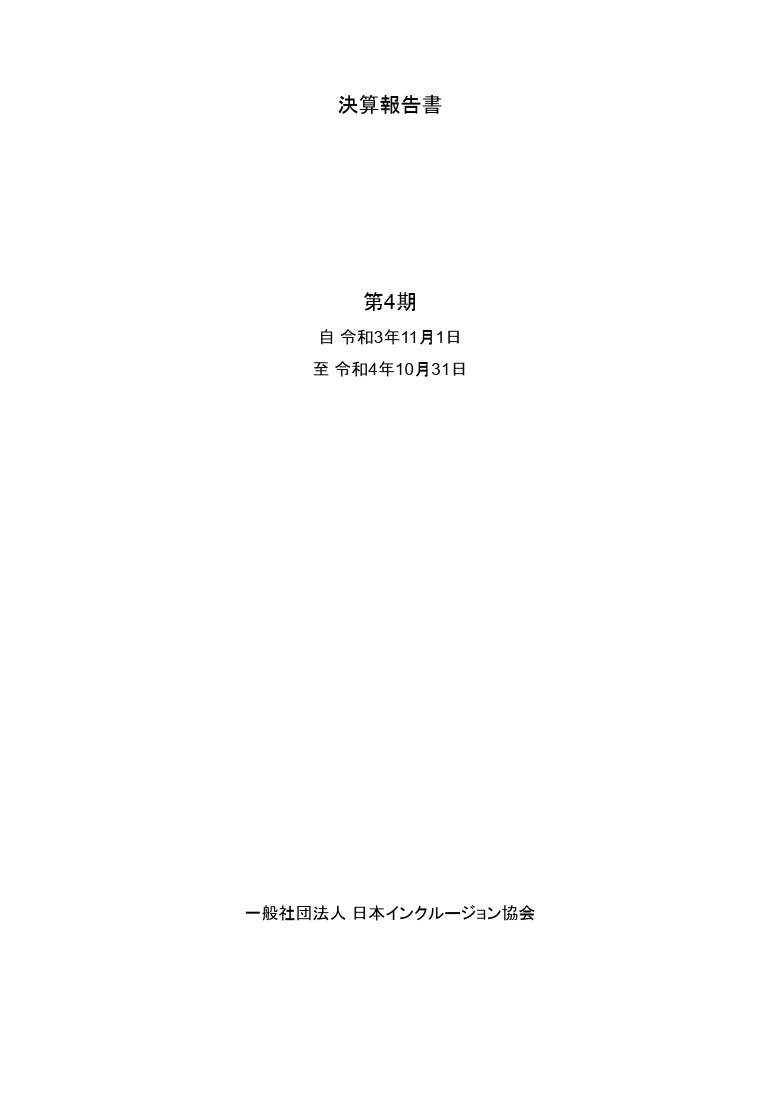 決算報告書
第4期
自 令和3年11月1日
至 令和4年10月31日
一般社団法人 日本インクルージョン協会